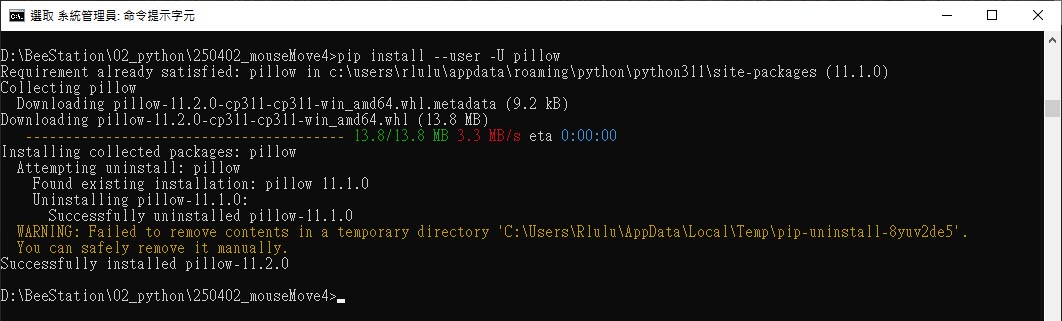 選取 系統管理員: 命令提示字元
D:\BeeStation\02_python\250402_mouseMove4>pip install --user -U pillow
Requirement already satisfied: pillow in c:\users\rlulu\appdata\roaming\python\python311\site-packages (11.1.0)
Collecting pillow
  Downloading pillow-11.2.0-cp311-cp311-win_amd64.whl.metadata (9.2 kB)
Downloading pillow-11.2.0-cp311-cp311-win_amd64.whl (13.8 MB)
   ---------------------------------------- 13.8/13.8 MB 3.3 MB/s eta 0:00:00
Installing collected packages: pillow
  Attempting uninstall: pillow
    Found existing installation: pillow 11.1.0
    Uninstalling pillow-11.1.0:
      Successfully uninstalled pillow-11.1.0
  WARNING: Failed to remove contents in a temporary directory 'C:\Users\Rlulu\AppData\Local\Temp\pip-uninstall-8yuv2de5'.
  You can safely remove it manually.
Successfully installed pillow-11.2.0
D:\BeeStation\02_python\250402_mouseMove4>